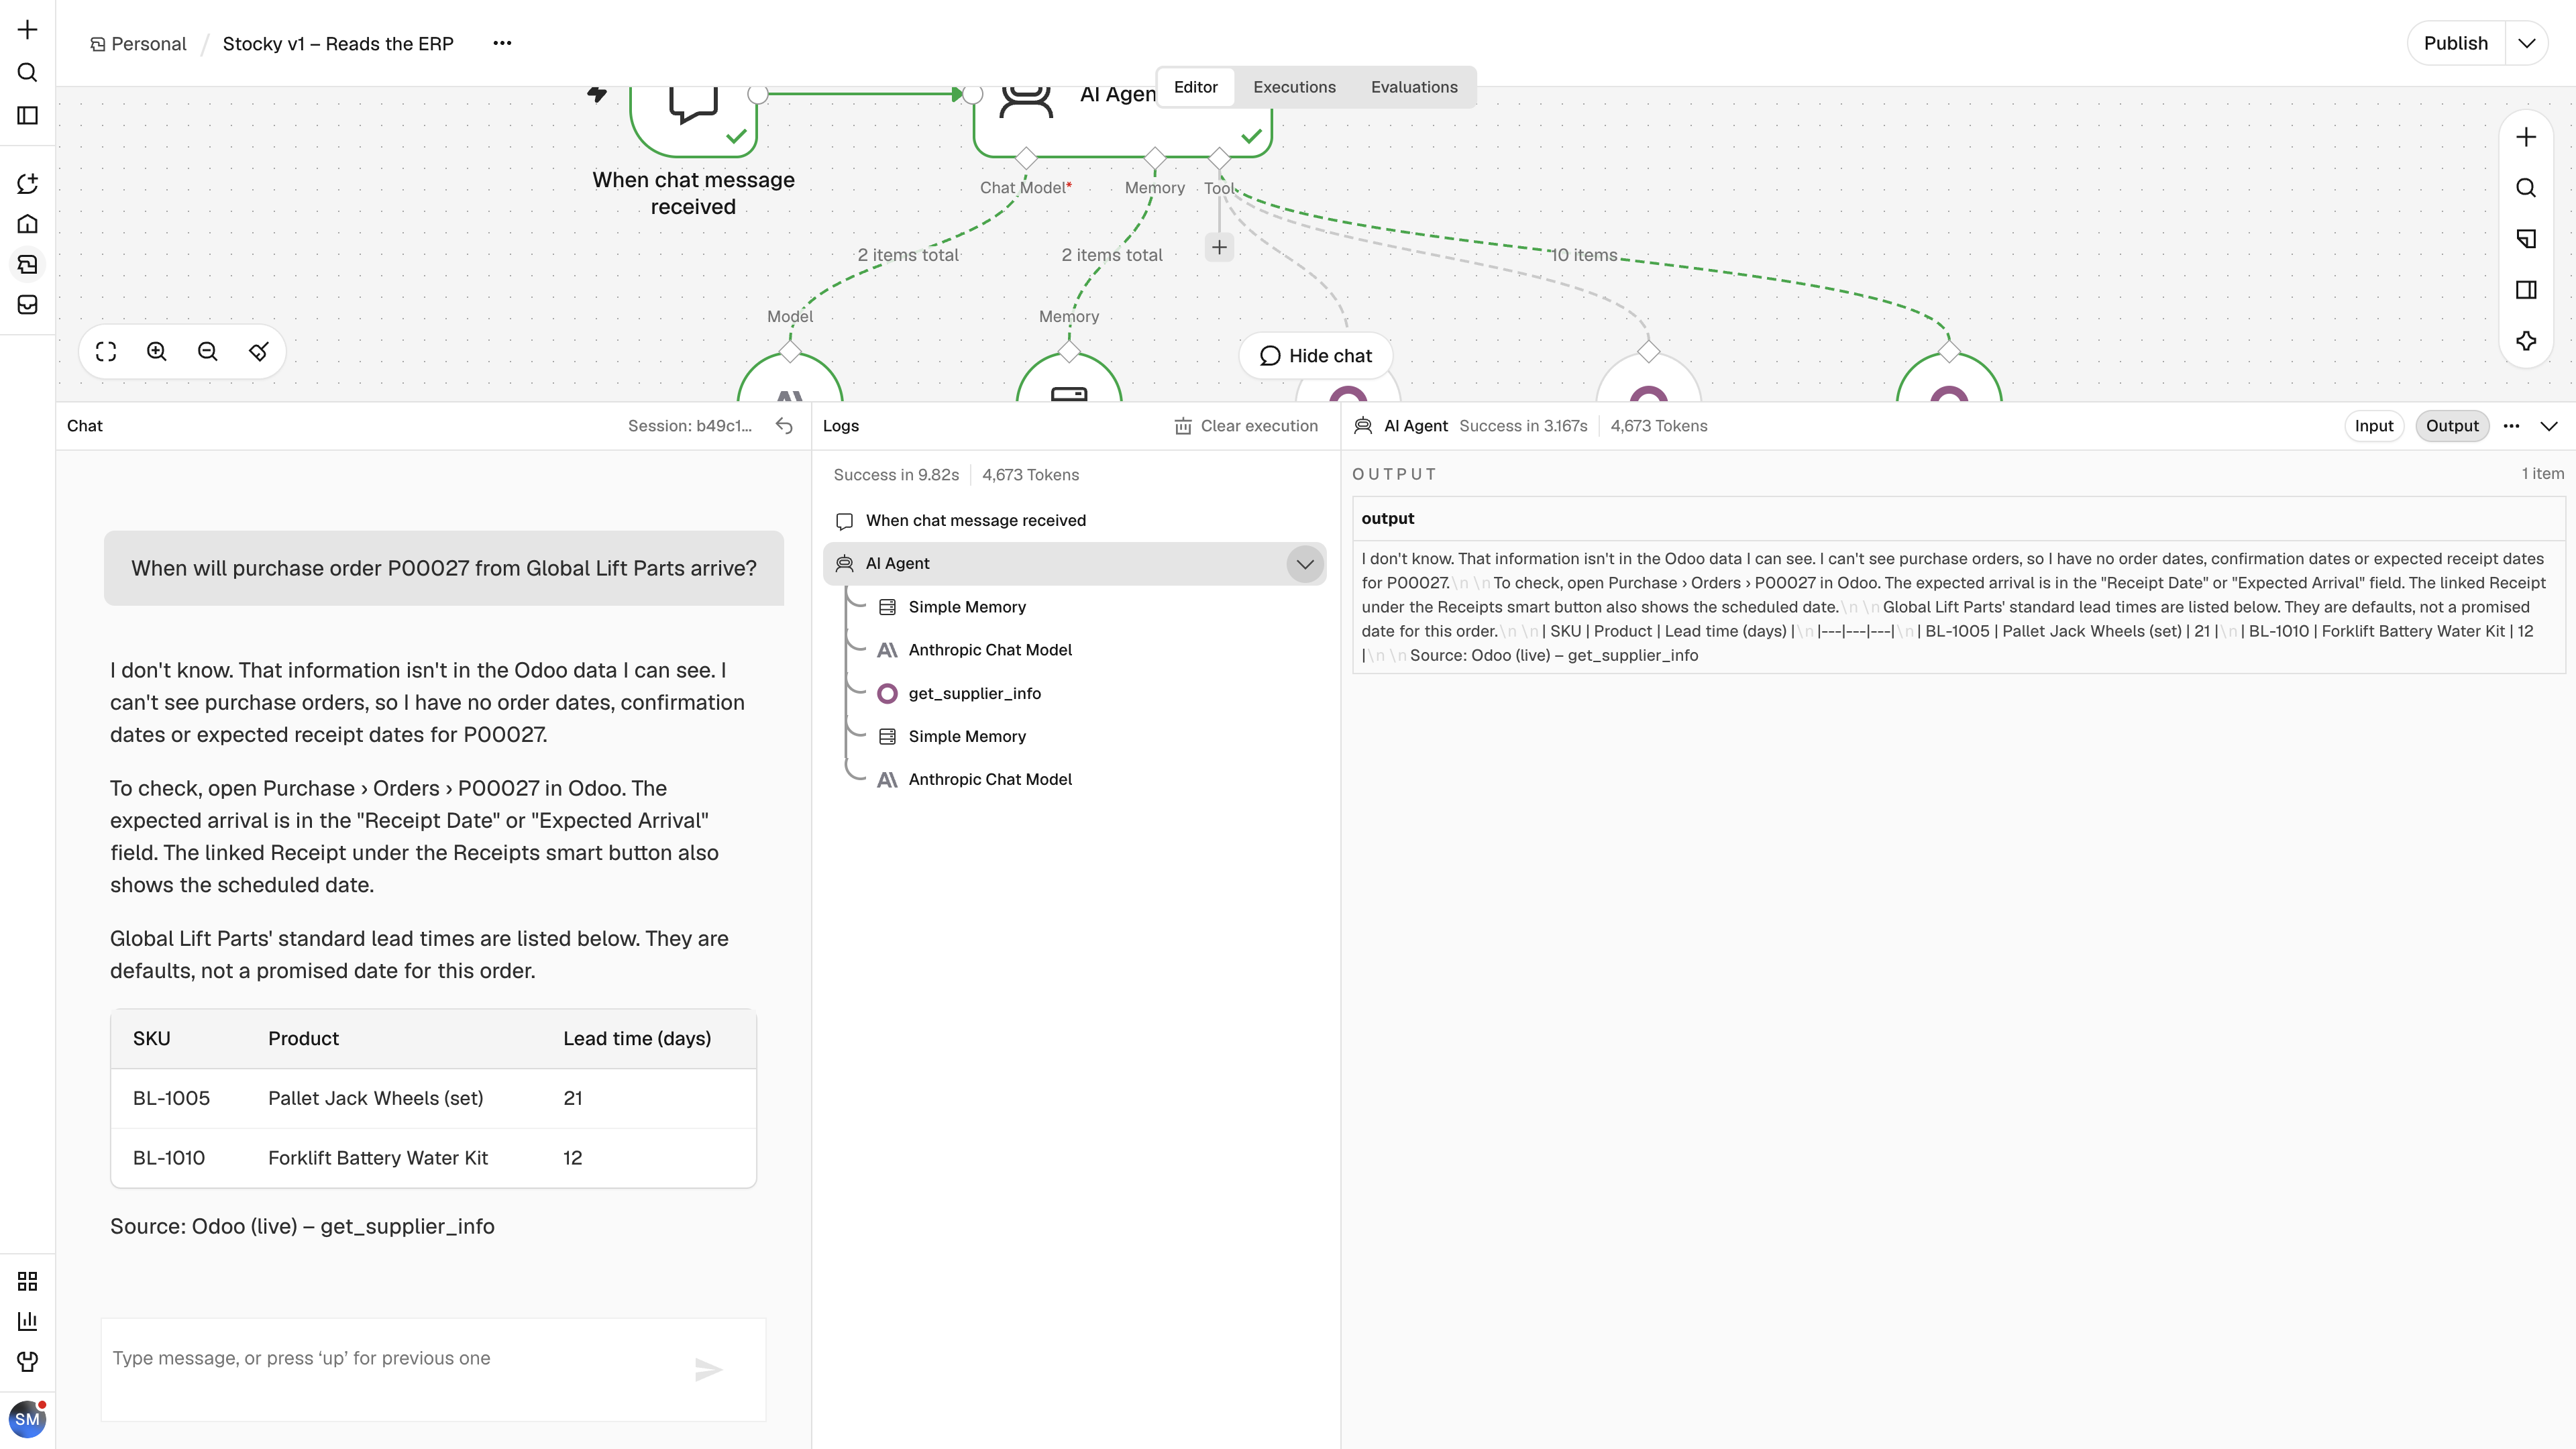 Personal / Stocky v1 – Reads the ERP
Publish
Editor
Executions
Evaluations
AI Agen
When chat message
received
Chat Model*
Memory
Tool
2 items total
2 items total
10 items
Model
Memory
Hide chat
Chat
Session: b49c1...
When will purchase order P00027 from Global Lift Parts arrive?
I don't know. That information isn't in the Odoo data I can see. I
can't see purchase orders, so I have no order dates, confirmation
dates or expected receipt dates for P00027.
To check, open Purchase › Orders › P00027 in Odoo. The
expected arrival is in the "Receipt Date" or "Expected Arrival"
field. The linked Receipt under the Receipts smart button also
shows the scheduled date.
Global Lift Parts' standard lead times are listed below. They are
defaults, not a promised date for this order.
SKU Product Lead time (days)
BL-1005 Pallet Jack Wheels (set) 21
BL-1010 Forklift Battery Water Kit 12
Source: Odoo (live) – get_supplier_info
Type message, or press ‘up’ for previous one
SM
Logs
Clear execution
Success in 9.82s
4,673 Tokens
When chat message received
AI Agent
Simple Memory
Anthropic Chat Model
get_supplier_info
Simple Memory
Anthropic Chat Model
AI Agent Success in 3.167s 4,673 Tokens
Input
Output
OUTPUT
1 item
output
I don't know. That information isn't in the Odoo data I can see. I can't see purchase orders, so I have no order dates, confirmation dates or expected receipt dates
for P00027.\n \n To check, open Purchase › Orders › P00027 in Odoo. The expected arrival is in the "Receipt Date" or "Expected Arrival" field. The linked Receipt
under the Receipts smart button also shows the scheduled date.\n \n Global Lift Parts' standard lead times are listed below. They are defaults, not a promised
date for this order.\n \n | SKU | Product | Lead time (days) |\n |---|---|---|\n | BL-1005 | Pallet Jack Wheels (set) | 21 |\n | BL-1010 | Forklift Battery Water Kit | 12
|\n \n Source: Odoo (live) – get_supplier_info